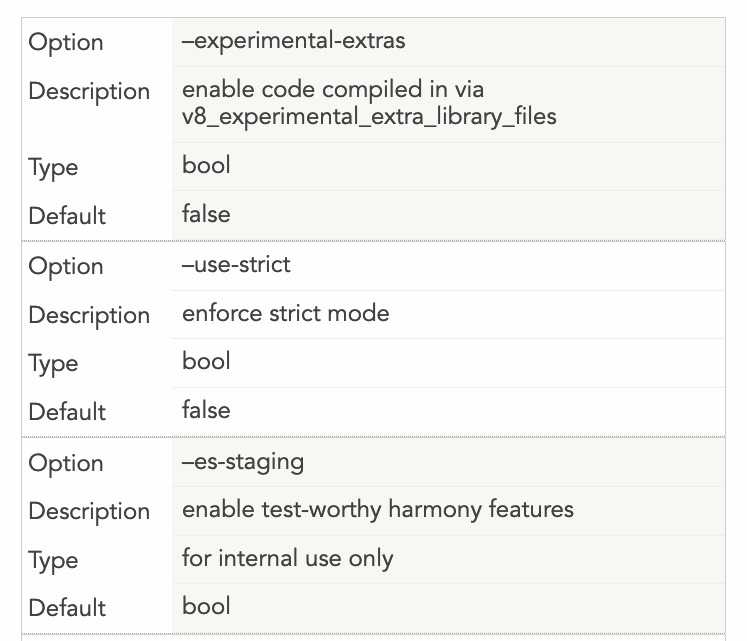 Option –experimental-extras
Description enable code compiled in via
v8_experimental_extra_library_files
Type bool
Default false
Option –use-strict
Description enforce strict mode
Type bool
Default false
Option –es-staging
Description enable test-worthy harmony features
Type for internal use only
Default bool